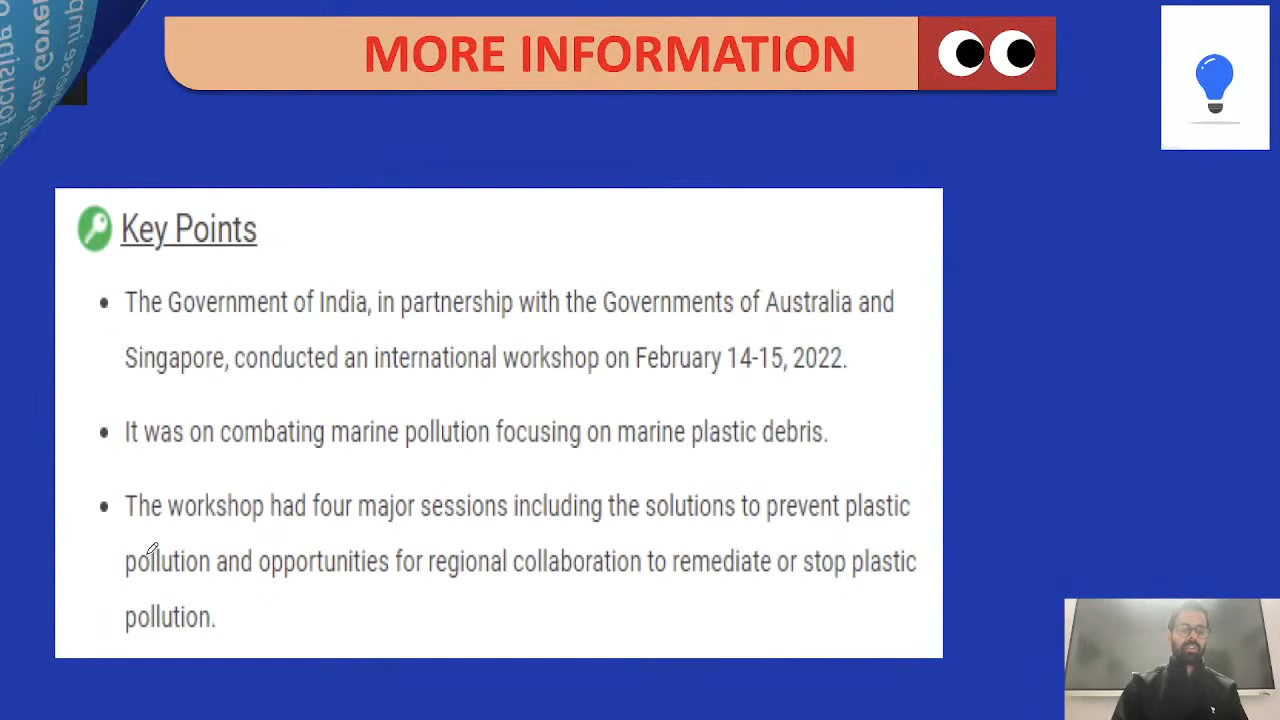 MORE INFORMATION
Key Points
The Government of India, in partnership with the Governments of Australia and
Singapore, conducted an international workshop on February 14-15, 2022.
It was on combating marine pollution focusing on marine plastic debris.
The workshop had four major sessions including the solutions to prevent plastic
pollution and opportunities for regional collaboration to remediate or stop plastic
pollution.